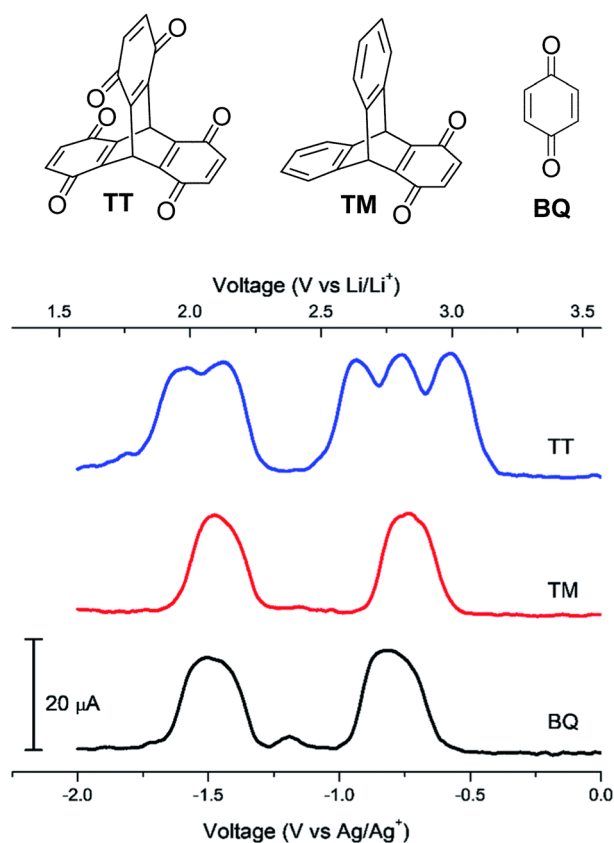 O
O
O
O
O
O
TT
O
O
TM
O
O
BQ
Voltage (V vs Li/Li⁺)
1.5 2.0 2.5 3.0 3.5
TT
TM
BQ
20 μA
-2.0 -1.5 -1.0 -0.5 0.0
Voltage (V vs Ag/Ag⁺)